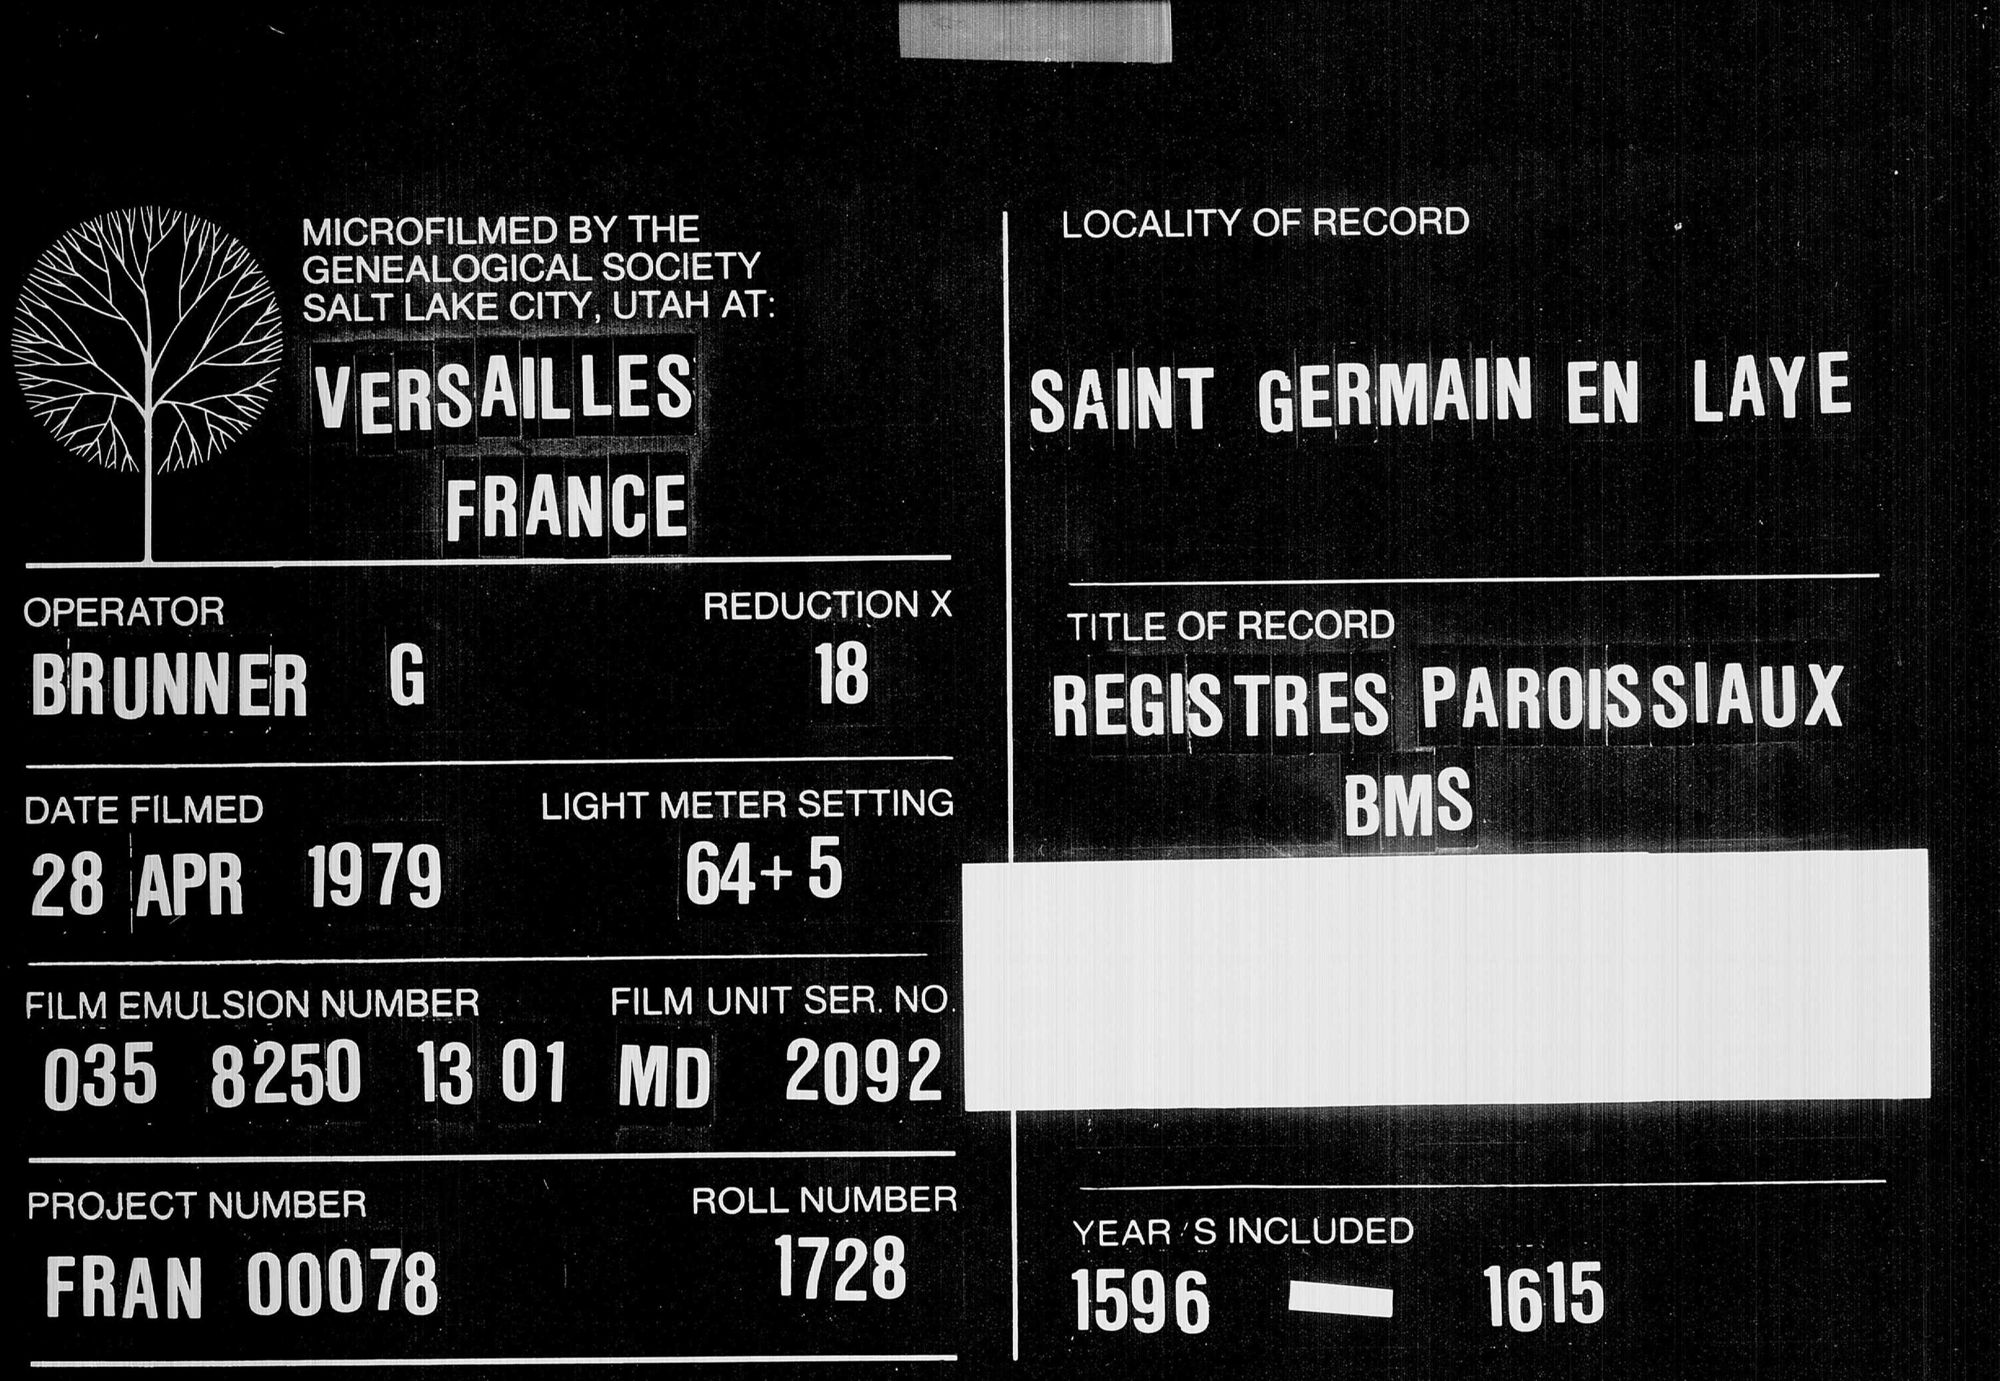 MICROFILMED BY THE
GENEALOGICAL SOCIETY
SALT LAKE CITY, UTAH AT:
VERSAILLES
FRANCE
OPERATOR REDUCTION X
BRUNNER G 18
DATE FILMED LIGHT METER SETTING
28 APR 1979 64+5
FILM EMULSION NUMBER FILM UNIT SER. NO.
035 8250 13 01 MD 2092
PROJECT NUMBER ROLL NUMBER
FRAN 00078 1728
LOCALITY OF RECORD
SAINT GERMAIN EN LAYE
TITLE OF RECORD
REGISTRES PAROISSIAUX
BMS
YEAR'S INCLUDED
1596 — 1615